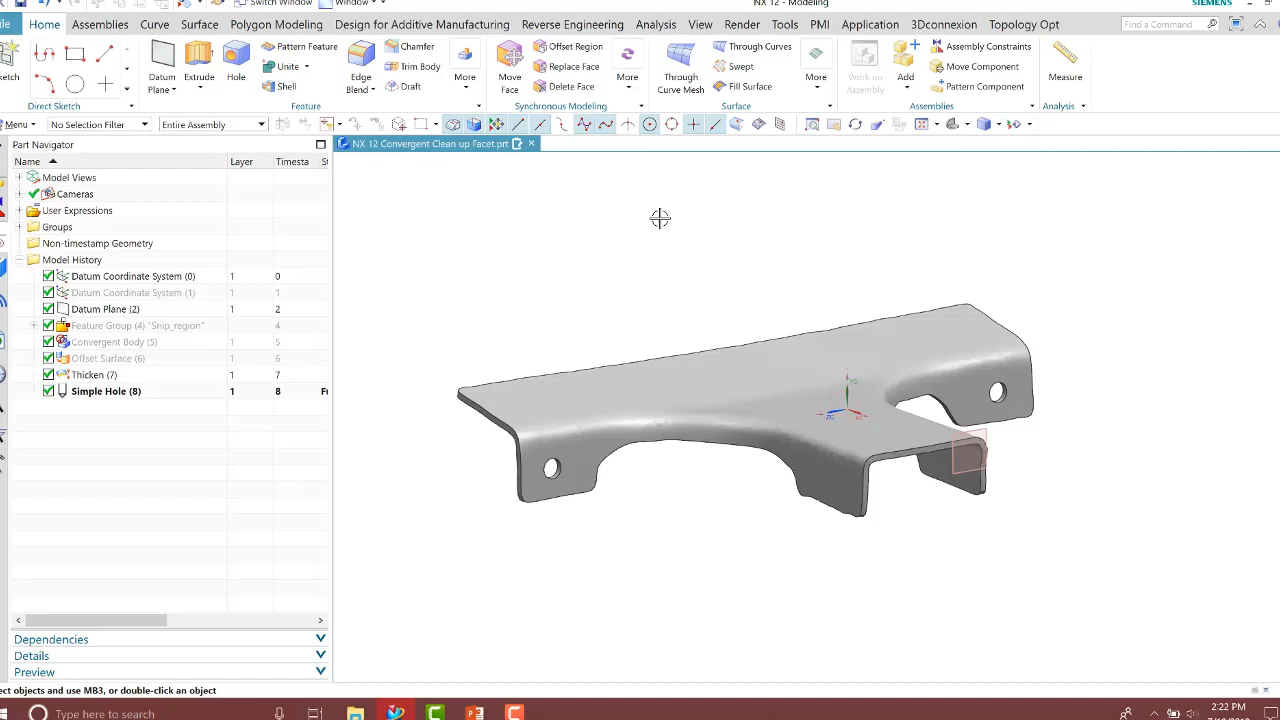 Switch Window Window NX 12 - Modeling SIEMENS
File Home Assemblies Curve Surface Polygon Modeling Design for Additive Manufacturing Reverse Engineering Analysis View Render Tools PMI Application 3Dconnexion Topology Opt Find a Command
Sketch
Direct Sketch
Datum Plane
Extrude
Hole
Pattern Feature
Unite
Shell
Edge Blend
Chamfer
Trim Body
Draft
More
Feature
Move Face
Offset Region
Replace Face
Delete Face
More
Synchronous Modeling
Through Curve Mesh
Through Curves
Swept
Fill Surface
More
Surface
Work on Assembly
Add
Assembly Constraints
Move Component
Pattern Component
Assemblies
Measure
Analysis
Menu No Selection Filter Entire Assembly
Part Navigator
NX 12 Convergent Clean up Facet.prt
Name Layer Timesta St
Model Views
Cameras
User Expressions
Groups
Non-timestamp Geometry
Model History
Datum Coordinate System (0) 1 0
Datum Coordinate System (1) 1 1
Datum Plane (2) 1 2
Feature Group (4) "Snip_region" 4
Convergent Body (5) 1 5
Offset Surface (6) 1 6
Thicken (7) 1 7
Simple Hole (8) 1 8
YC
ZC XC
Dependencies
Details
Preview
ect objects and use MB3, or double-click an object
Type here to search
2:22 PM